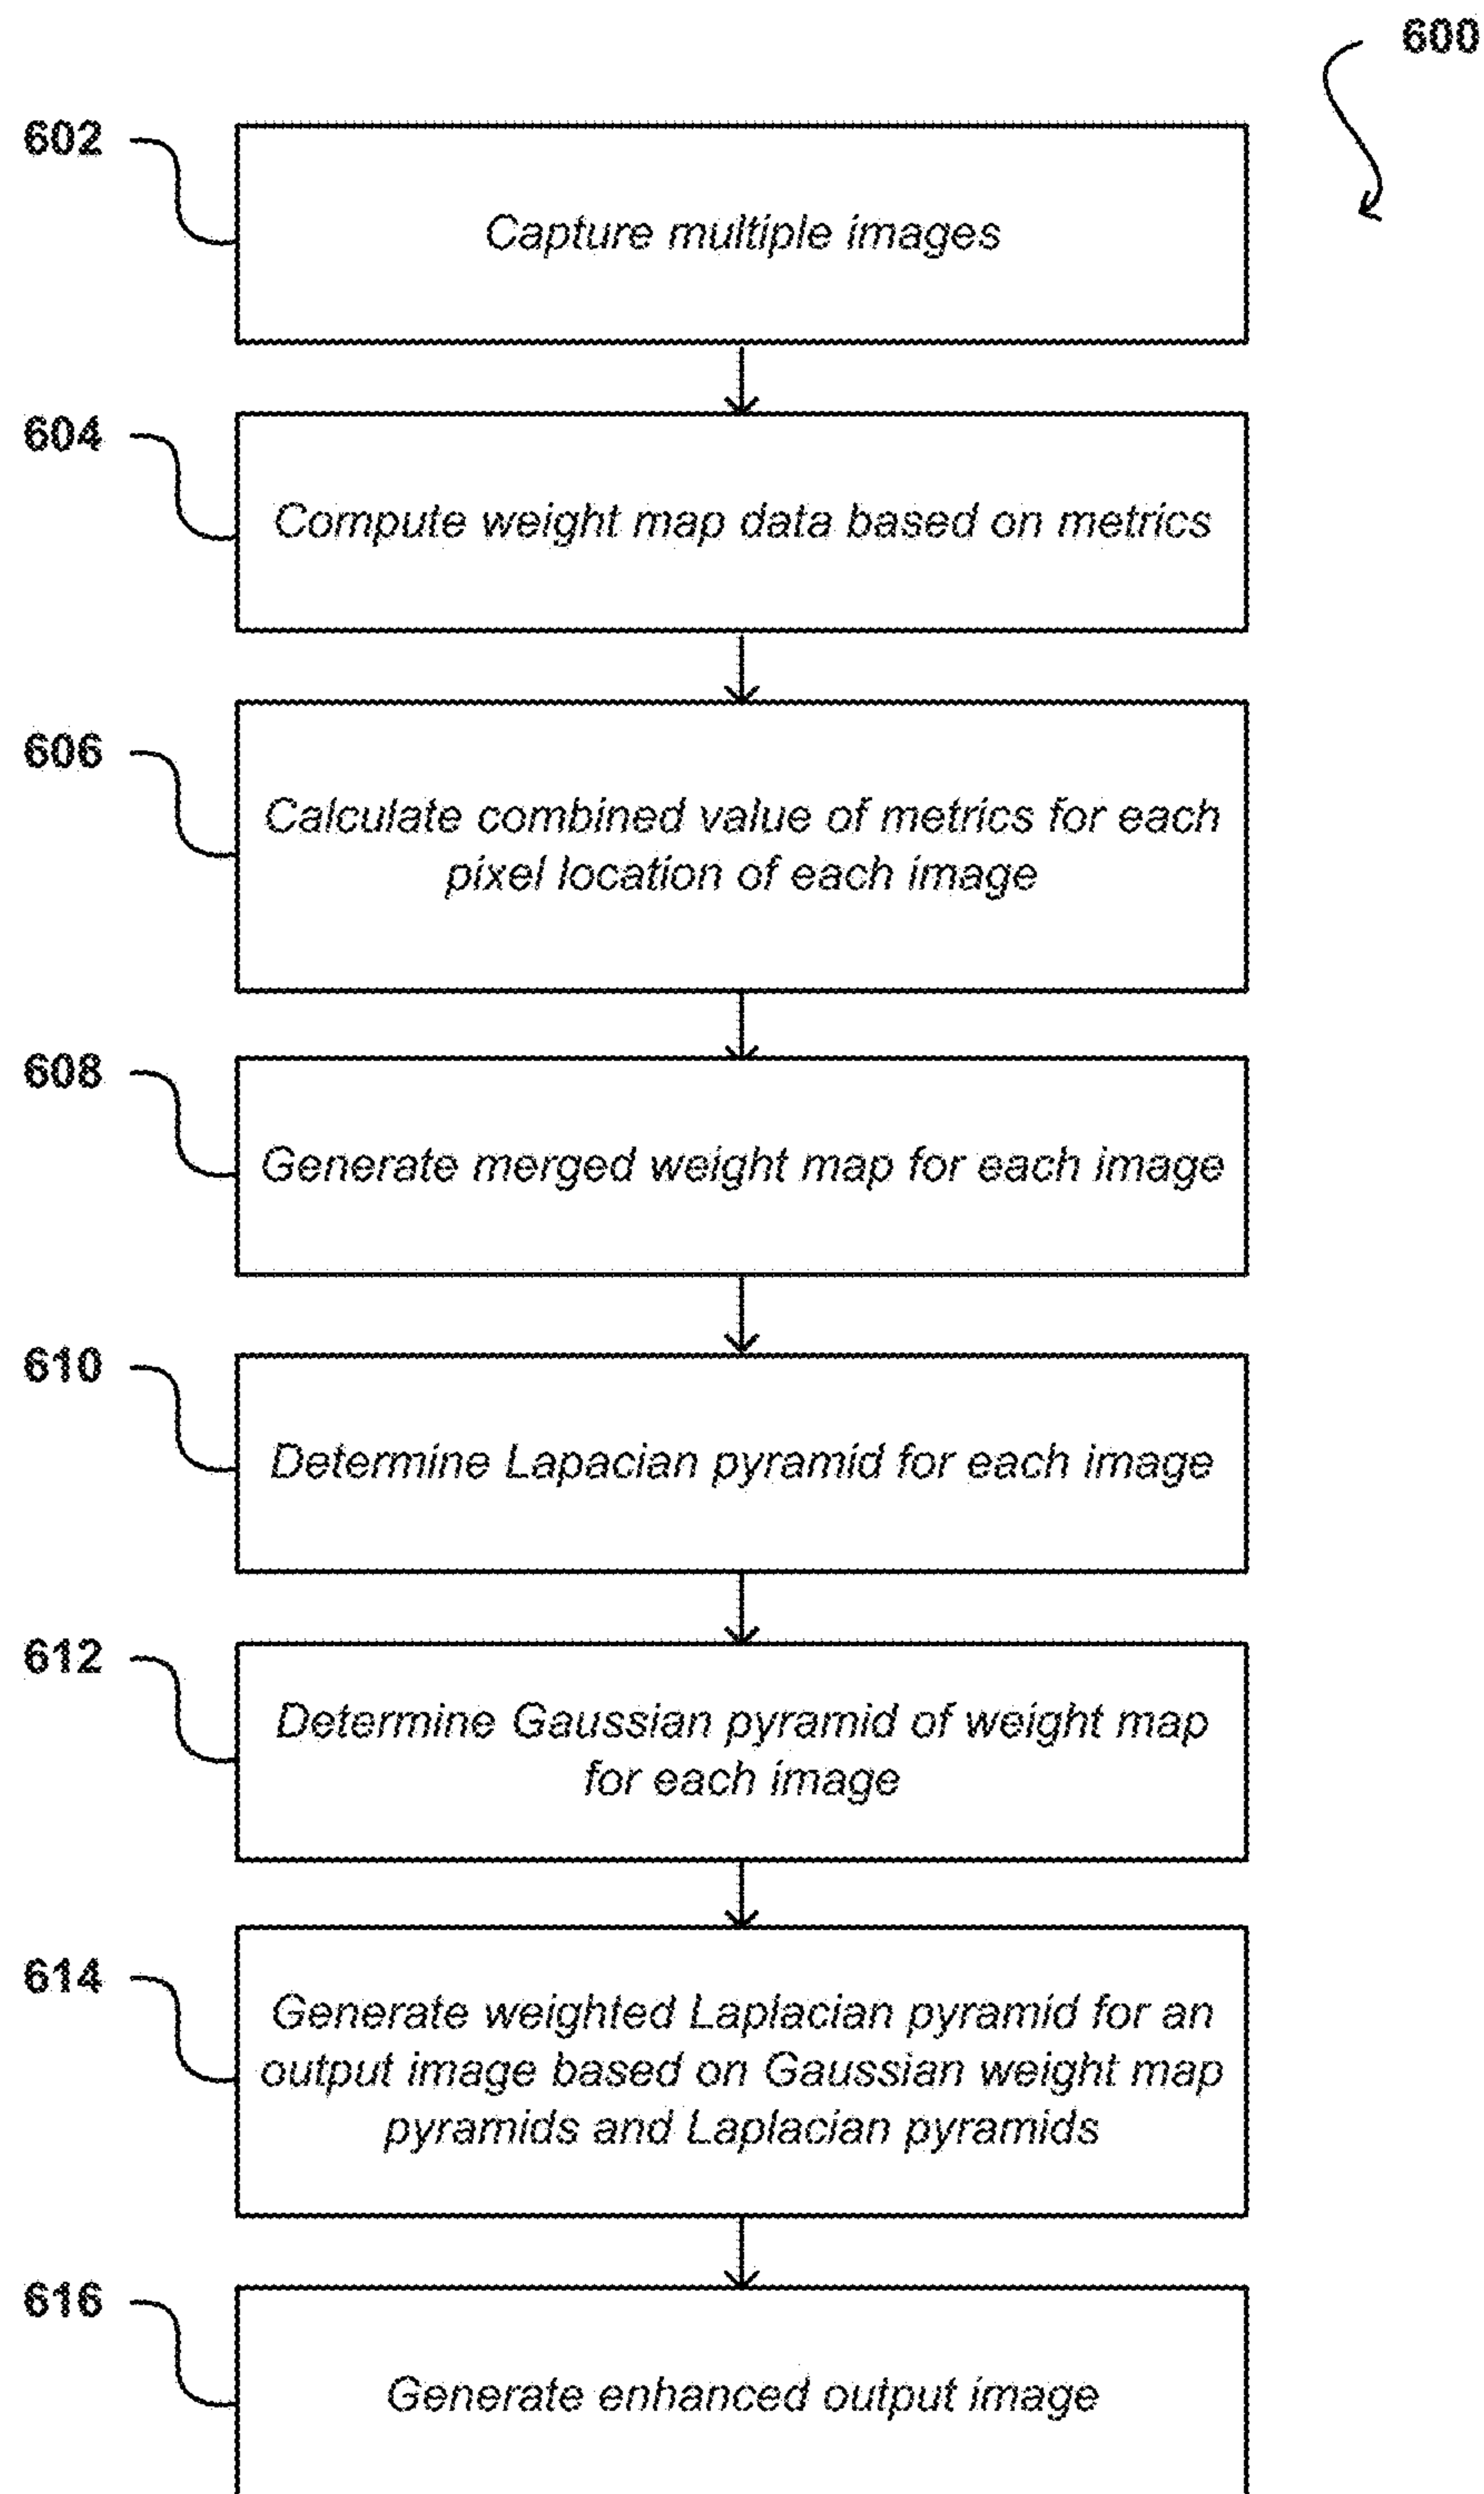 600
602
Capture multiple images
604
Compute weight map data based on metrics
606
Calculate combined value of metrics for each
pixel location of each image
608
Generate merged weight map for each image
610
Determine Lapacian pyramid for each image
612
Determine Gaussian pyramid of weight map
for each image
614
Generate weighted Laplacian pyramid for an
output image based on Gaussian weight map
pyramids and Laplacian pyramids
616
Generate enhanced output image